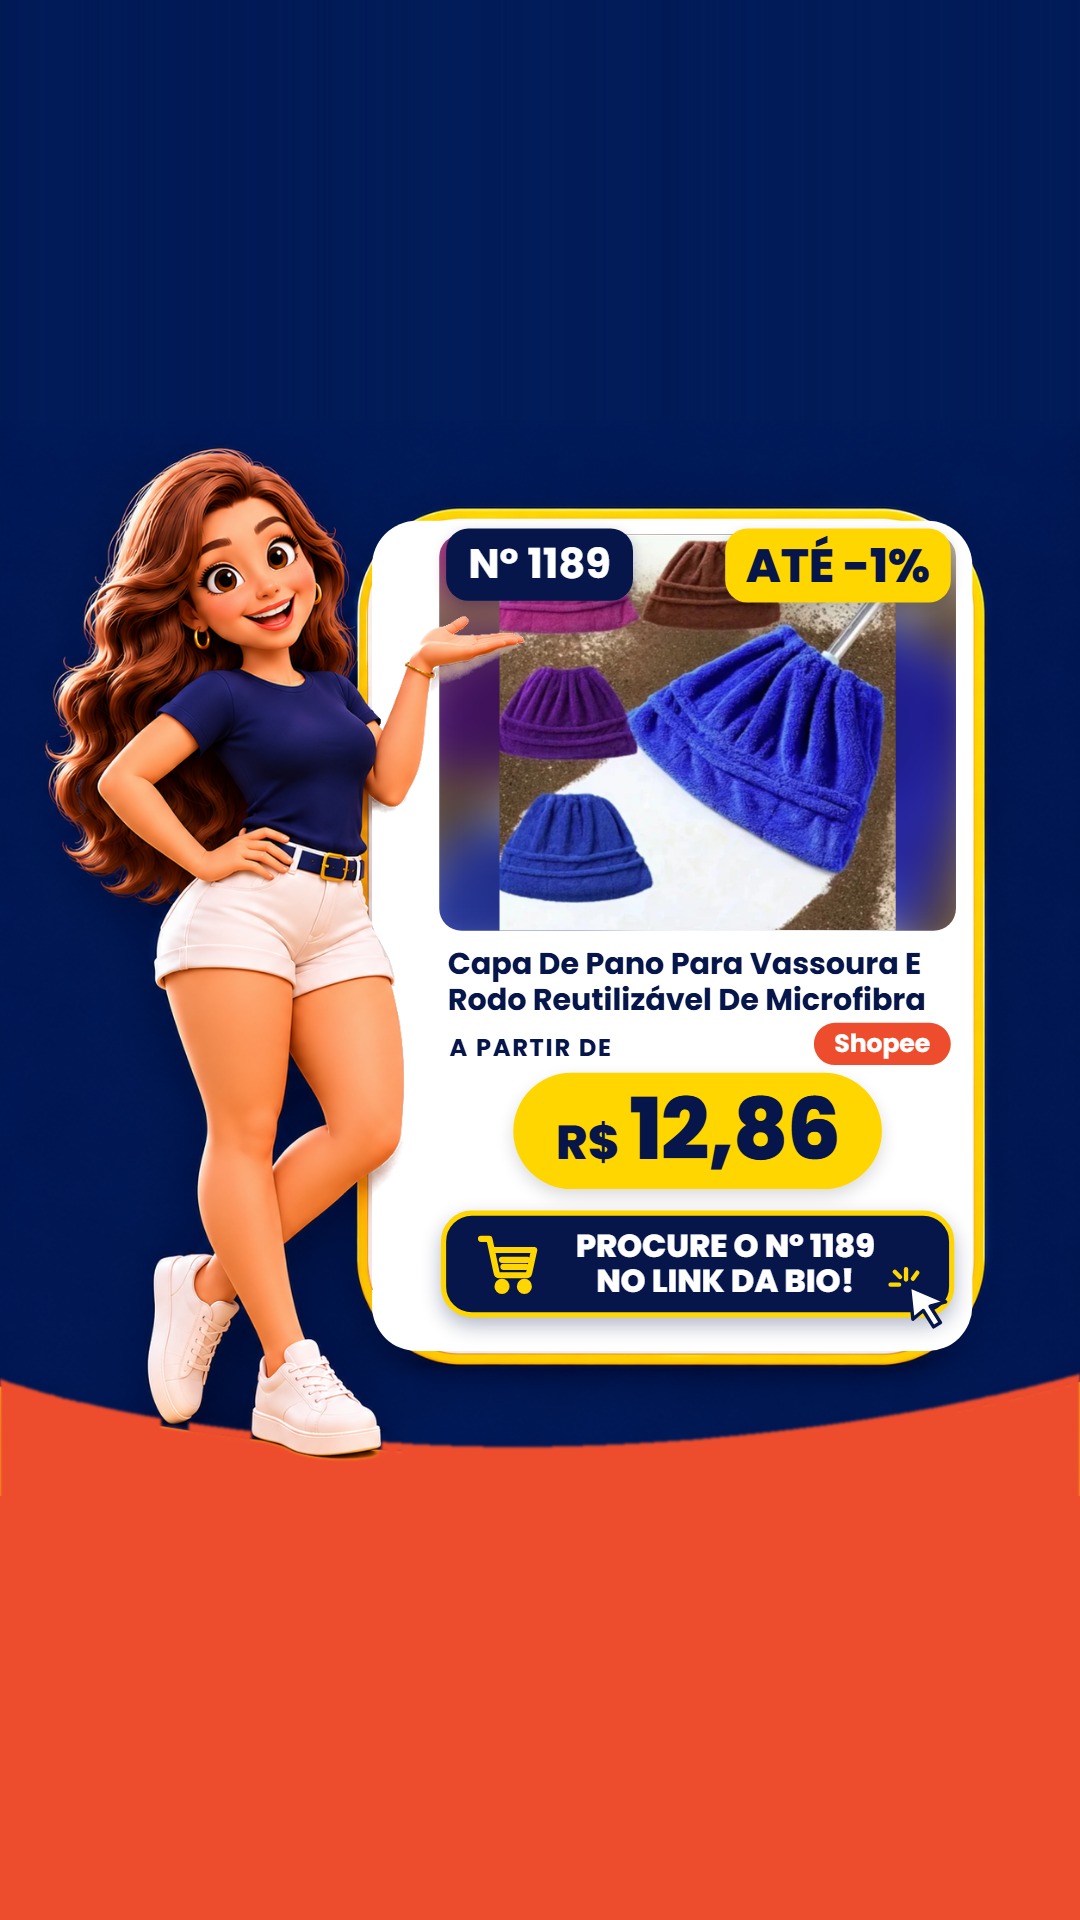 Nº 1189
ATÉ -1%
Capa De Pano Para Vassoura E
Rodo Reutilizável De Microfibra
A PARTIR DE
Shopee
R$ 12,86
PROCURE O Nº 1189
NO LINK DA BIO!